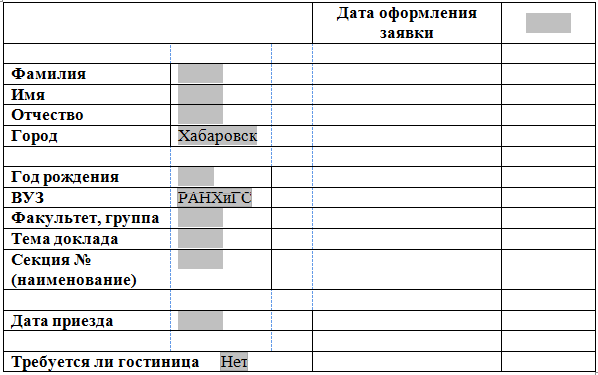 Дата оформления
заявки
Фамилия
Имя
Отчество
Город Хабаровск
Год рождения
ВУЗ РАНХиГС
Факультет, группа
Тема доклада
Секция №
(наименование)
Дата приезда
Требуется ли гостиница Нет